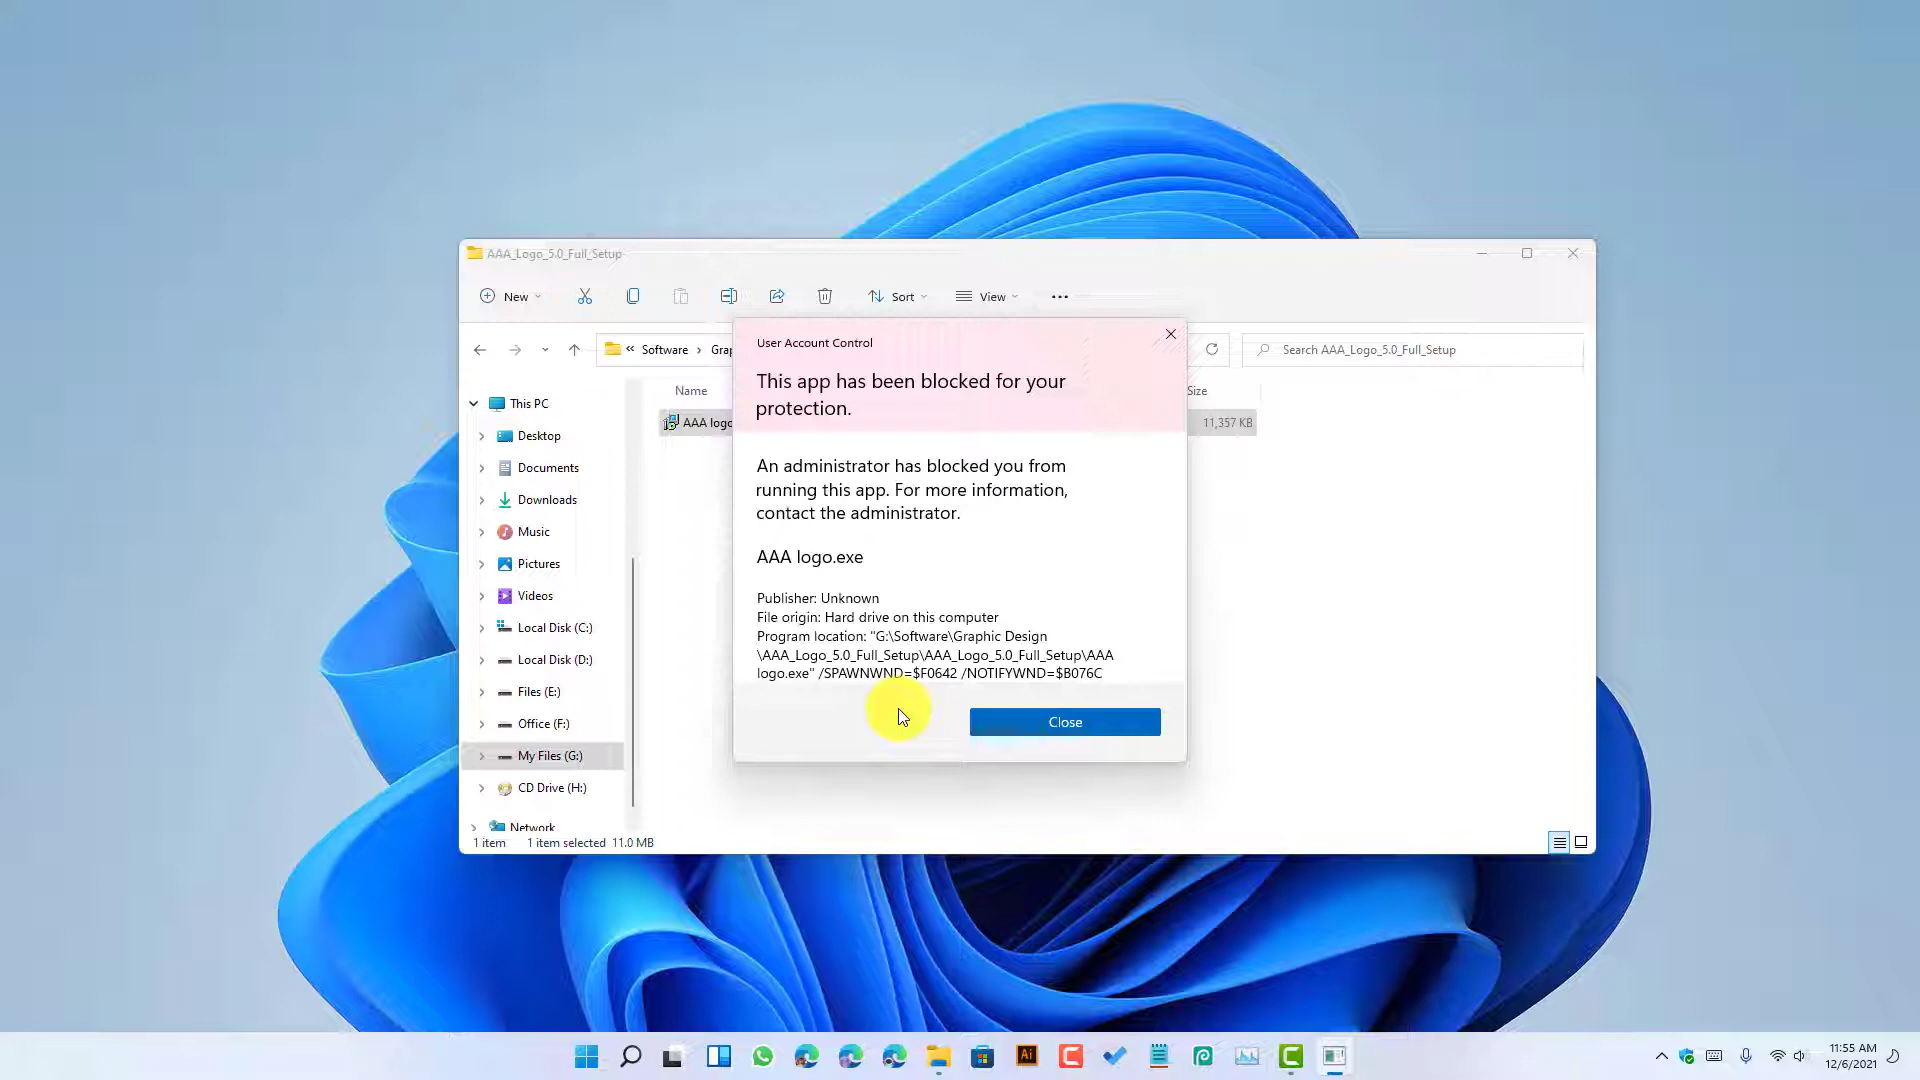 AAA_Logo_5.0_Full_Setup
New
Sort
View
« Software
Grap
Search AAA_Logo_5.0_Full_Setup
Name
Size
AAA logo
11,357 KB
This PC
Desktop
Documents
Downloads
Music
Pictures
Videos
Local Disk (C:)
Local Disk (D:)
Files (E:)
Office (F:)
My Files (G:)
CD Drive (H:)
Network
1 item 1 item selected 11.0 MB
User Account Control
This app has been blocked for your
protection.
An administrator has blocked you from
running this app. For more information,
contact the administrator.
AAA logo.exe
Publisher: Unknown
File origin: Hard drive on this computer
Program location: "G:\Software\Graphic Design
\AAA_Logo_5.0_Full_Setup\AAA_Logo_5.0_Full_Setup\AAA
logo.exe" /SPAWNWND=$F0642 /NOTIFYWND=$B076C
Close
Ai
11:55 AM
12/6/2021